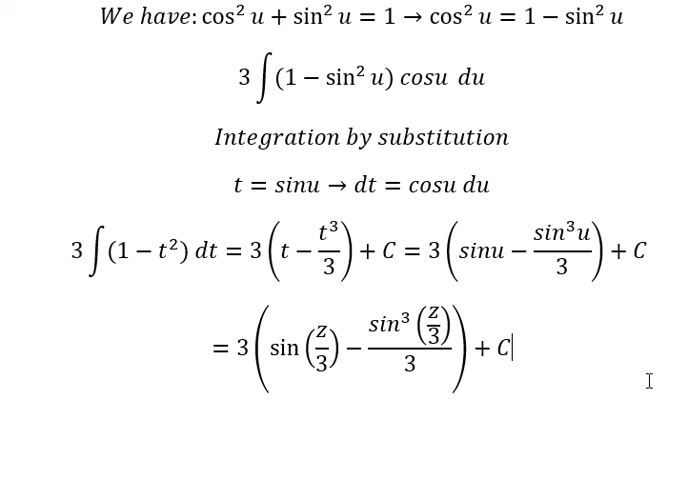 We have: cos² u + sin² u = 1 → cos² u = 1 − sin² u
3 ∫(1 − sin² u) cosu du
Integration by substitution
t = sinu → dt = cosu du
3 ∫(1 − t²) dt = 3 (t − t³/3) + C = 3 (sinu − sin³u/3) + C
= 3 (sin (z/3) − sin³ (z/3)/3) + C